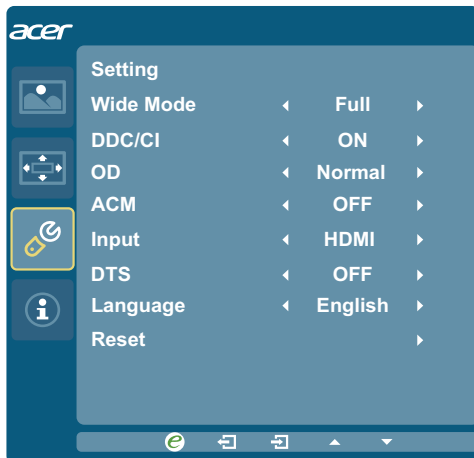 acer
Setting
Wide Mode Full
DDC/CI ON
OD Normal
ACM OFF
Input HDMI
DTS OFF
Language English
Reset
e